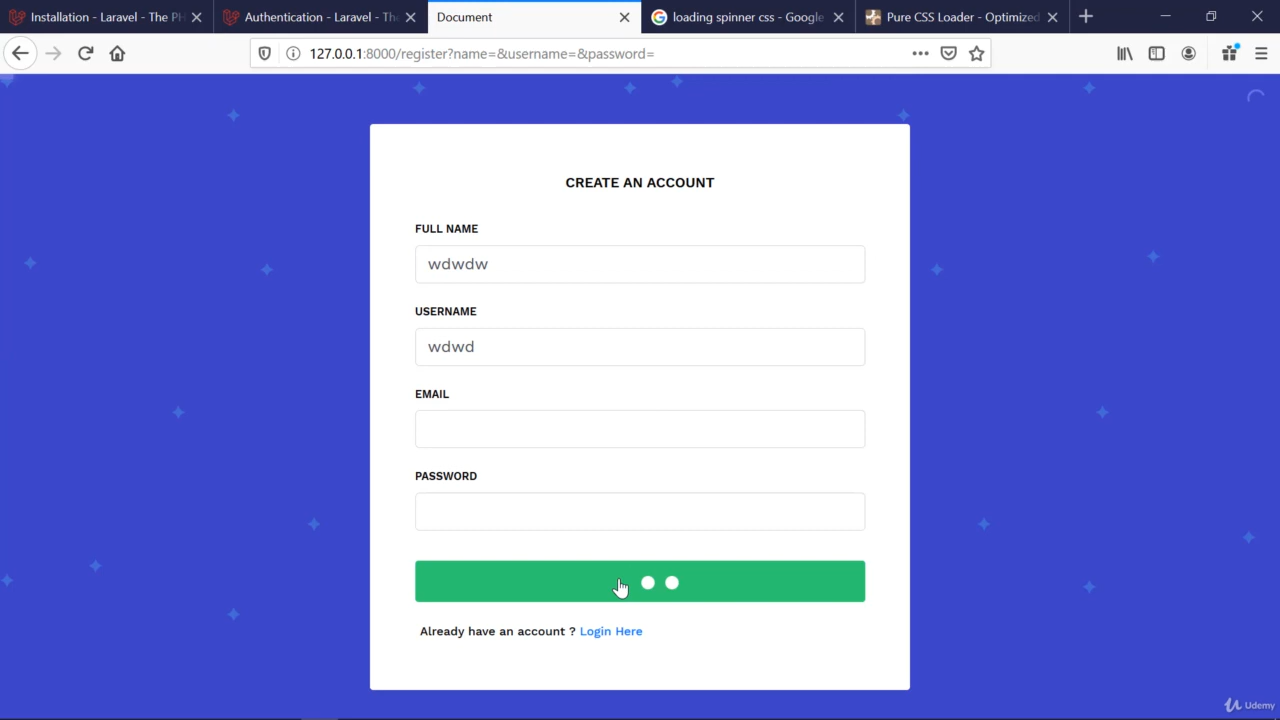 Installation - Laravel - The PH
Authentication - Laravel - The
Document
loading spinner css - Google
Pure CSS Loader - Optimized
127.0.0.1:8000/register?name=&username=&password=
CREATE AN ACCOUNT
FULL NAME
wdwdw
USERNAME
wdwd
EMAIL
PASSWORD
Already have an account ? Login Here
Udemy